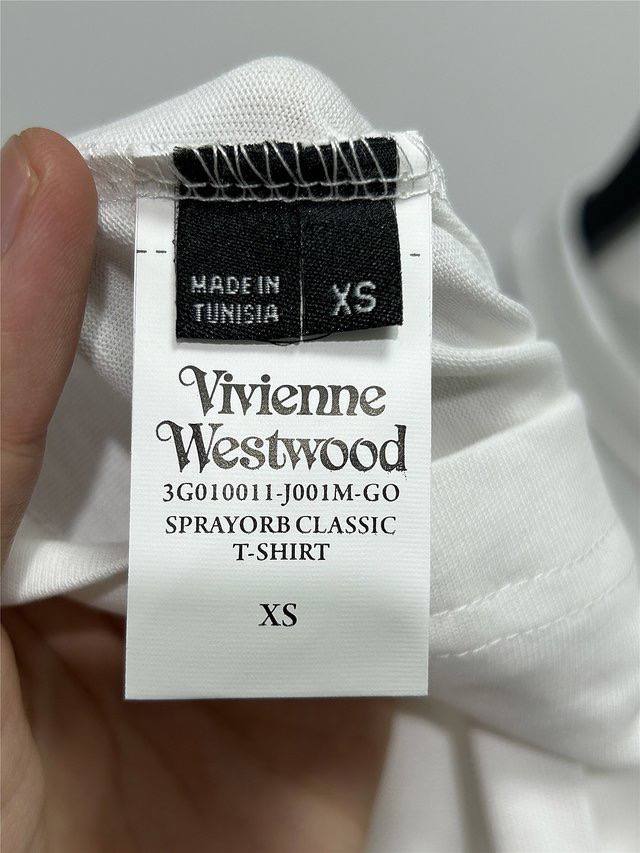 MADE IN
TUNISIA
XS
Vivienne
Westwood
3G010011-J001M-GO
SPRAYORB CLASSIC
T-SHIRT
XS